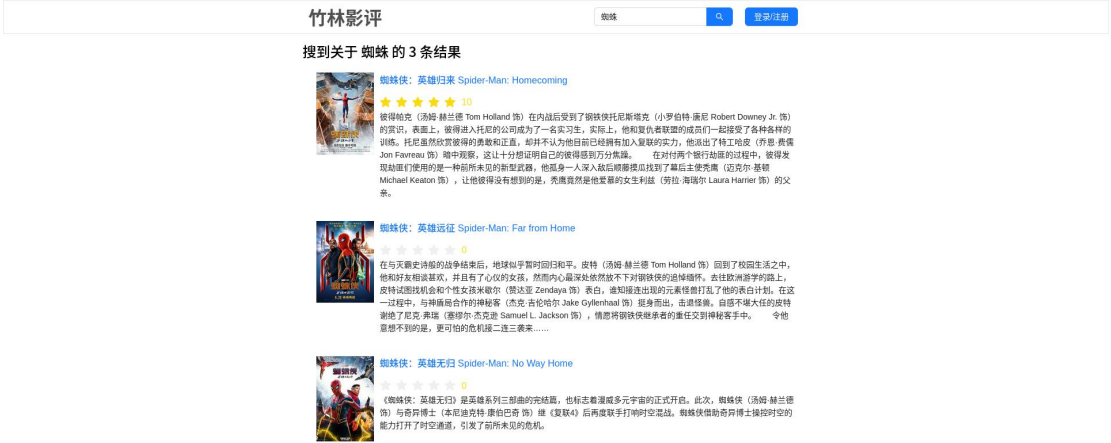 竹林影评
蜘蛛
登录/注册
搜到关于 蜘蛛 的 3 条结果
蜘蛛侠：英雄归来 Spider-Man: Homecoming
10
彼得帕克（汤姆·赫兰德 Tom Holland 饰）在内战后受到了钢铁侠托尼斯塔克（小罗伯特·唐尼 Robert Downey Jr. 饰）
的赏识，表面上，彼得进入托尼的公司成为了一名实习生，实际上，他和复仇者联盟的成员们一起接受了各种各样的
训练。托尼虽然欣赏彼得的勇敢和正直，却并不认为他目前已经拥有加入复联的实力，他派出了特工哈皮（乔恩·费儒
Jon Favreau 饰）暗中观察，这让十分想证明自己的彼得感到万分焦躁。 在对付两个银行劫匪的过程中，彼得发
现劫匪们使用的是一种前所未见的新型武器，他孤身一人深入敌后顺藤摸瓜找到了幕后主使秃鹰（迈克尔·基顿
Michael Keaton 饰），让他彼得没有想到的是，秃鹰竟然是他爱慕的女生利兹（劳拉·海瑞尔 Laura Harrier 饰）的父
亲。
蜘蛛侠：英雄远征 Spider-Man: Far from Home
0
在与灭霸史诗般的战争结束后，地球似乎暂时回归和平。皮特（汤姆·赫兰德 Tom Holland 饰）回到了校园生活之中，
他和好友相谈甚欢，并且有了心仪的女孩，然而内心最深处依然放不下对钢铁侠的追悼缅怀。去往欧洲游学的路上，
皮特试图找机会和个性女孩米歇尔（赞达亚 Zendaya 饰）表白，谁知接连出现的元素怪兽打乱了他的表白计划。在这
一过程中，与神盾局合作的神秘客（杰克·吉伦哈尔 Jake Gyllenhaal 饰）挺身而出，击退怪兽。自感不堪大任的皮特
谢绝了尼克·弗瑞（塞缪尔·杰克逊 Samuel L. Jackson 饰），情愿将钢铁侠继承者的重任交到神秘客手中。 令他
意想不到的是，更可怕的危机接二连三袭来……
蜘蛛侠：英雄无归 Spider-Man: No Way Home
0
《蜘蛛侠：英雄无归》是英雄系列三部曲的完结篇，也标志着漫威多元宇宙的正式开启。此次，蜘蛛侠（汤姆·赫兰德
饰）与奇异博士（本尼迪克特·康伯巴奇 饰）继《复联4》后再度联手打响时空混战。蜘蛛侠借助奇异博士操控时空的
能力打开了时空通道，引发了前所未见的危机。